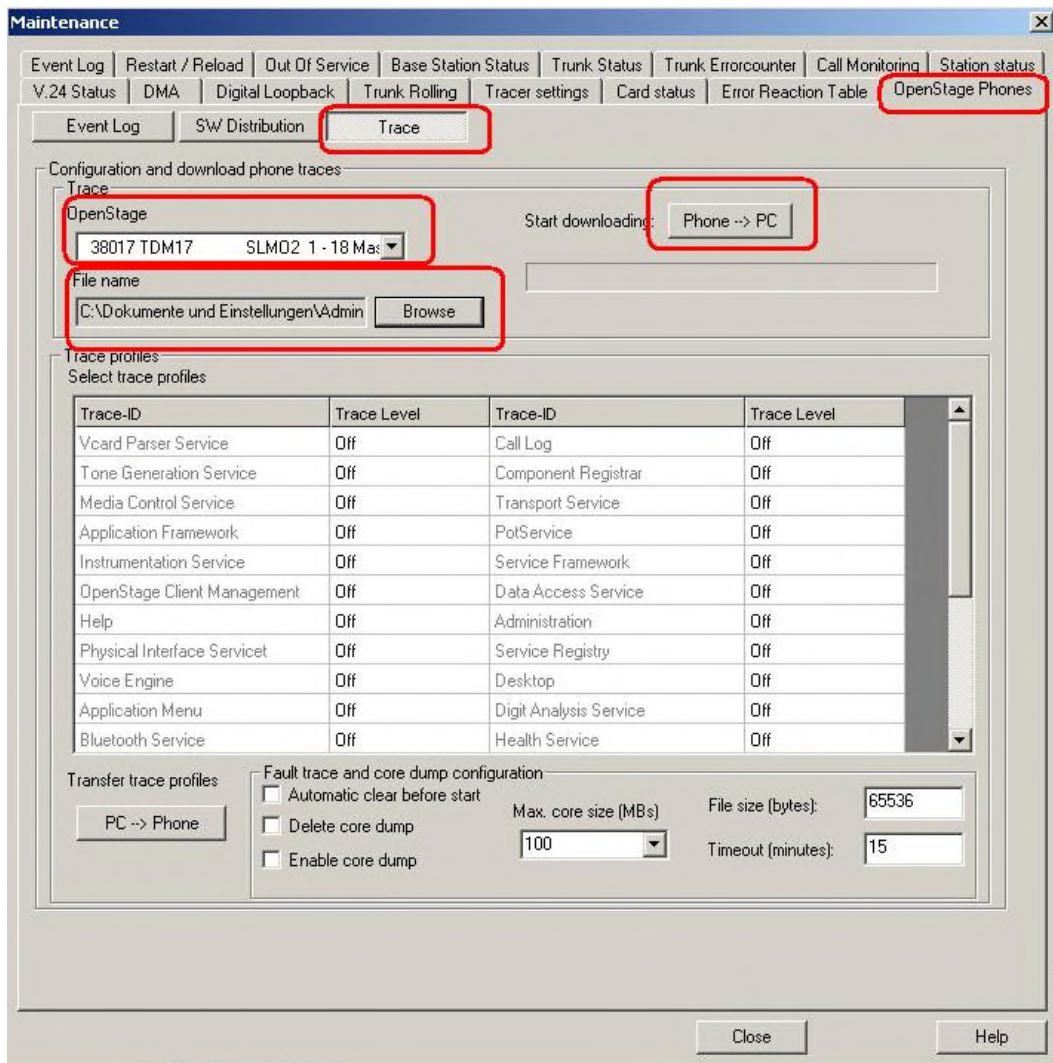 Maintenance
Event Log Restart / Reload Out Of Service Base Station Status Trunk Status Trunk Errorcounter Call Monitoring Station status
V.24 Status DMA Digital Loopback Trunk Rolling Tracer settings Card status Error Reaction Table OpenStage Phones
Event Log SW Distribution Trace
Configuration and download phone traces
Trace
OpenStage
Start downloading: Phone --> PC
38017 TDM17 SLMO2 1 - 18 Mas
File name
C:\Dokumente und Einstellungen\Admin Browse
Trace profiles
Select trace profiles
Trace-ID Trace Level Trace-ID Trace Level
Vcard Parser Service Off Call Log Off
Tone Generation Service Off Component Registrar Off
Media Control Service Off Transport Service Off
Application Framework Off PotService Off
Instrumentation Service Off Service Framework Off
OpenStage Client Management Off Data Access Service Off
Help Off Administration Off
Physical Interface Servicet Off Service Registry Off
Voice Engine Off Desktop Off
Application Menu Off Digit Analysis Service Off
Bluetooth Service Off Health Service Off
Transfer trace profiles
PC --> Phone
Fault trace and core dump configuration
Automatic clear before start
Delete core dump
Enable core dump
Max. core size (MBs)
100
File size (bytes): 65536
Timeout (minutes): 15
Close Help